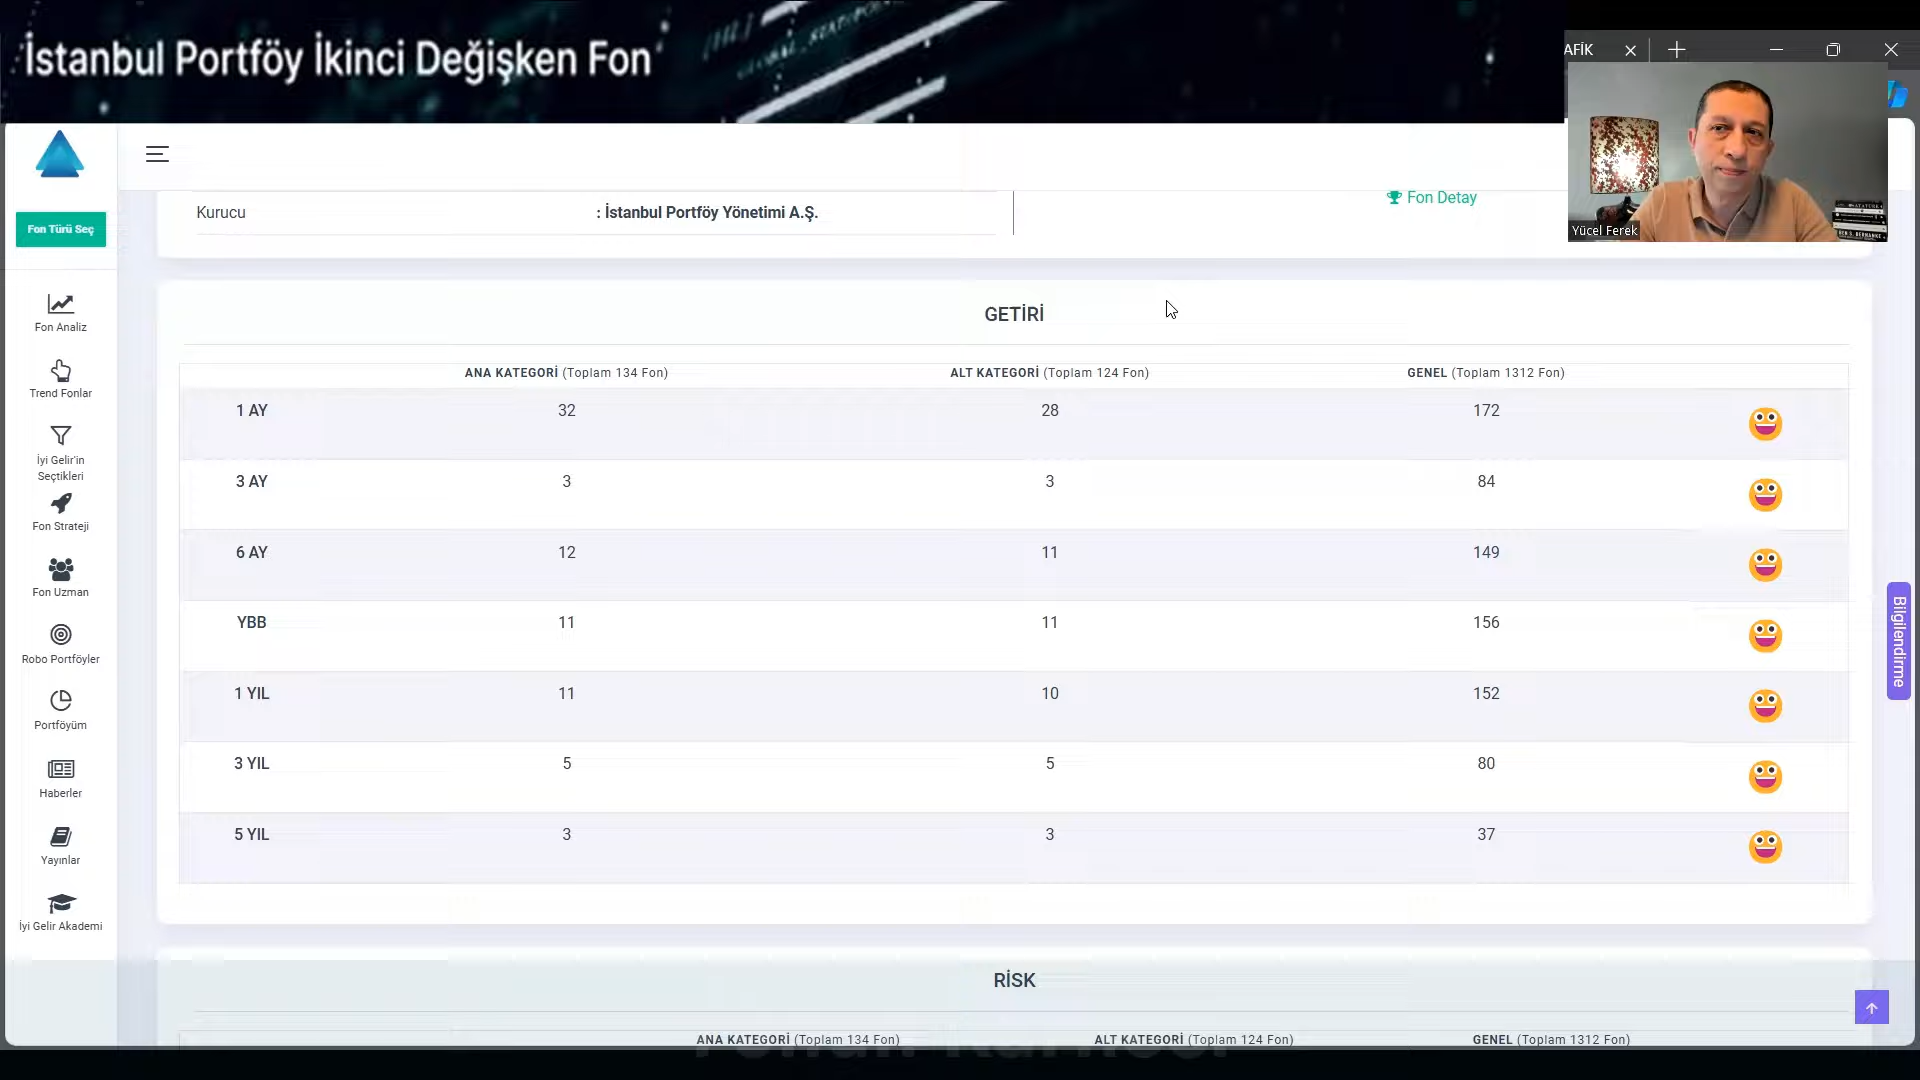 İstanbul Portföy İkinci Değişken Fon
AFİK
Yücel Ferek
Fon Türü Seç
Fon Analiz
Trend Fonlar
İyi Gelir'in
Seçtikleri
Fon Strateji
Fon Uzman
Robo Portföyler
Portföyüm
Haberler
Yayınlar
İyi Gelir Akademi
Kurucu : İstanbul Portföy Yönetimi A.Ş.
Fon Detay
GETİRİ
ANA KATEGORİ (Toplam 134 Fon) ALT KATEGORİ (Toplam 124 Fon) GENEL (Toplam 1312 Fon)
1 AY 32 28 172
3 AY 3 3 84
6 AY 12 11 149
YBB 11 11 156
1 YIL 11 10 152
3 YIL 5 5 80
5 YIL 3 3 37
Bilgilendirme
RİSK
ANA KATEGORİ (Toplam 134 Fon) ALT KATEGORİ (Toplam 124 Fon) GENEL (Toplam 1312 Fon)